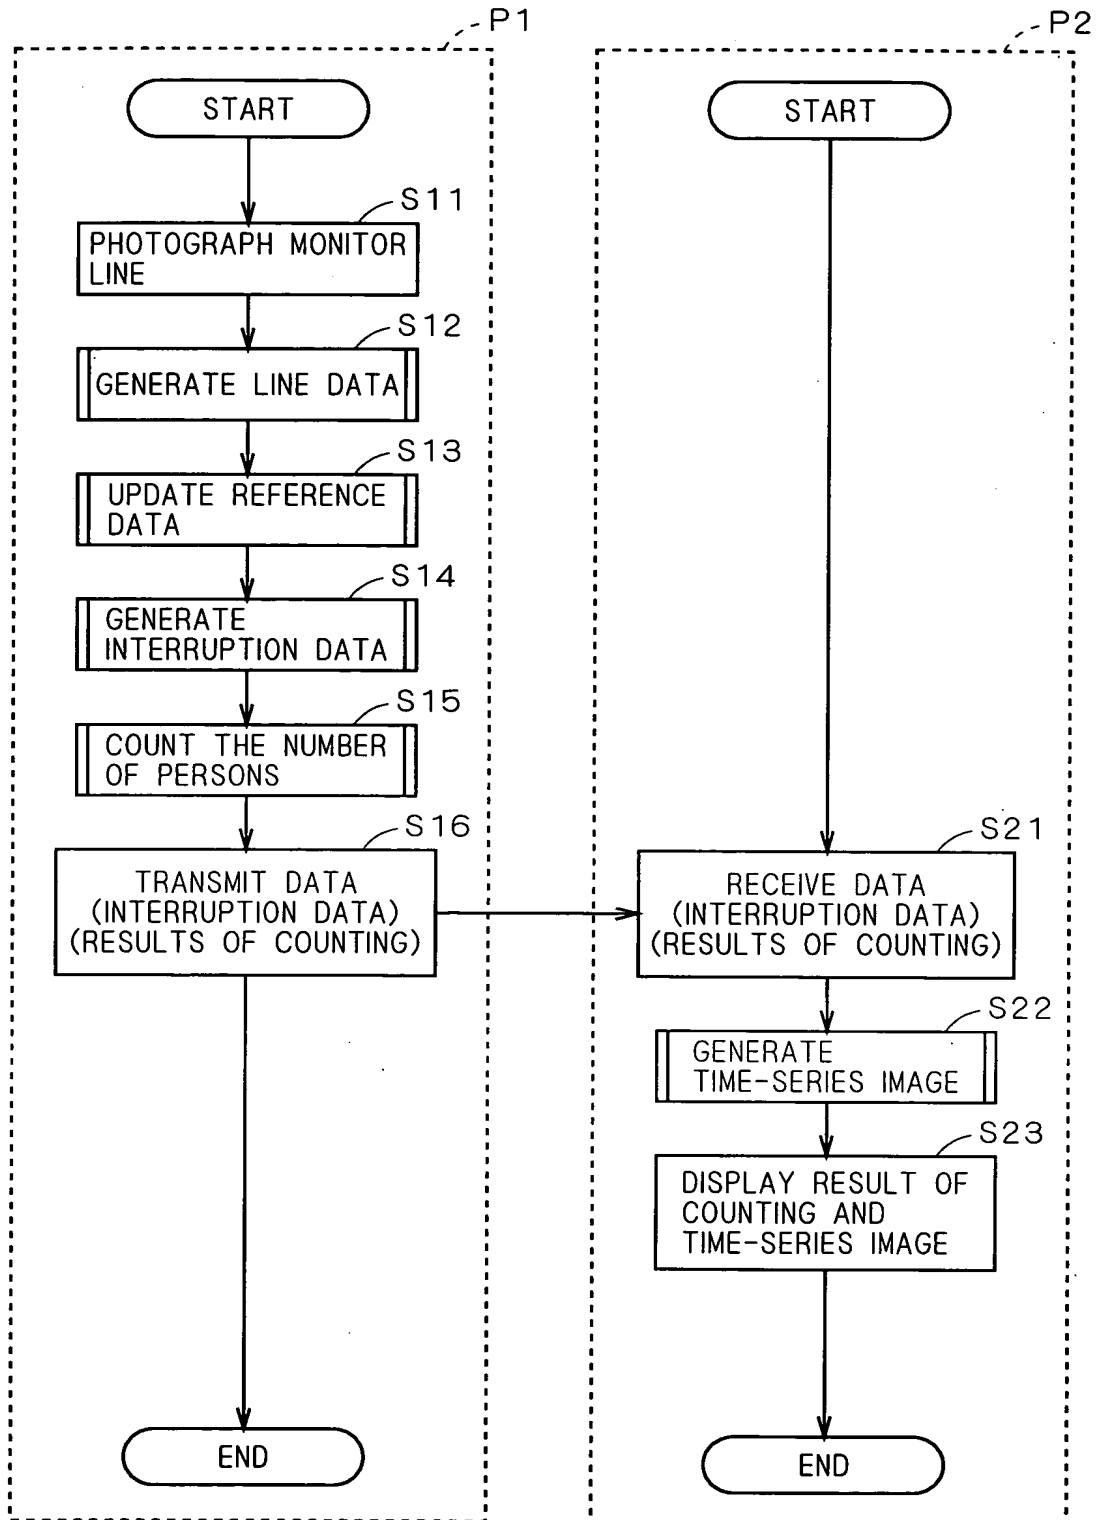 P1
START
S11
PHOTOGRAPH MONITOR
LINE
S12
GENERATE LINE DATA
S13
UPDATE REFERENCE
DATA
S14
GENERATE
INTERRUPTION DATA
S15
COUNT THE NUMBER
OF PERSONS
S16
TRANSMIT DATA
(INTERRUPTION DATA)
(RESULTS OF COUNTING)
END
P2
START
S21
RECEIVE DATA
(INTERRUPTION DATA)
(RESULTS OF COUNTING)
S22
GENERATE
TIME-SERIES IMAGE
S23
DISPLAY RESULT OF
COUNTING AND
TIME-SERIES IMAGE
END